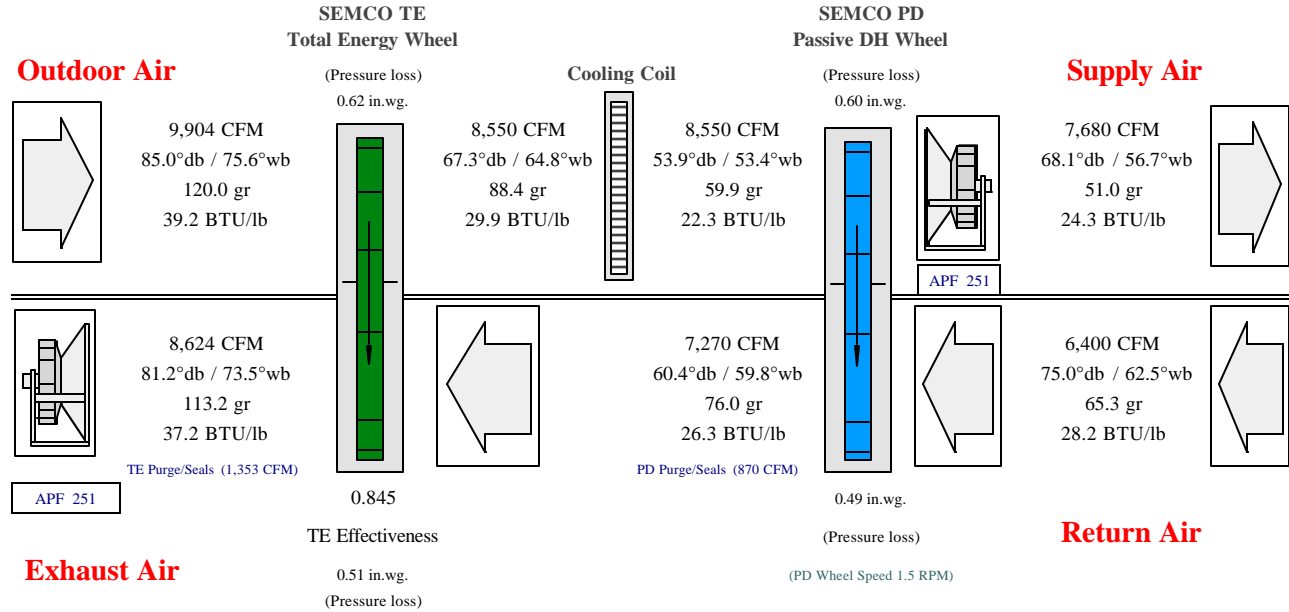 SEMCO TE
Total Energy Wheel
SEMCO PD
Passive DH Wheel
Outdoor Air
(Pressure loss)
Cooling Coil
(Pressure loss)
Supply Air
0.62 in.wg.
0.60 in.wg.
9,904 CFM
85.0°db / 75.6°wb
120.0 gr
39.2 BTU/lb
8,550 CFM
67.3°db / 64.8°wb
88.4 gr
29.9 BTU/lb
8,550 CFM
53.9°db / 53.4°wb
59.9 gr
22.3 BTU/lb
7,680 CFM
68.1°db / 56.7°wb
51.0 gr
24.3 BTU/lb
APF 251
8,624 CFM
81.2°db / 73.5°wb
113.2 gr
37.2 BTU/lb
TE Purge/Seals (1,353 CFM)
7,270 CFM
60.4°db / 59.8°wb
76.0 gr
26.3 BTU/lb
PD Purge/Seals (870 CFM)
6,400 CFM
75.0°db / 62.5°wb
65.3 gr
28.2 BTU/lb
APF 251
0.845
TE Effectiveness
0.49 in.wg.
(Pressure loss)
Return Air
Exhaust Air
0.51 in.wg.
(Pressure loss)
(PD Wheel Speed 1.5 RPM)